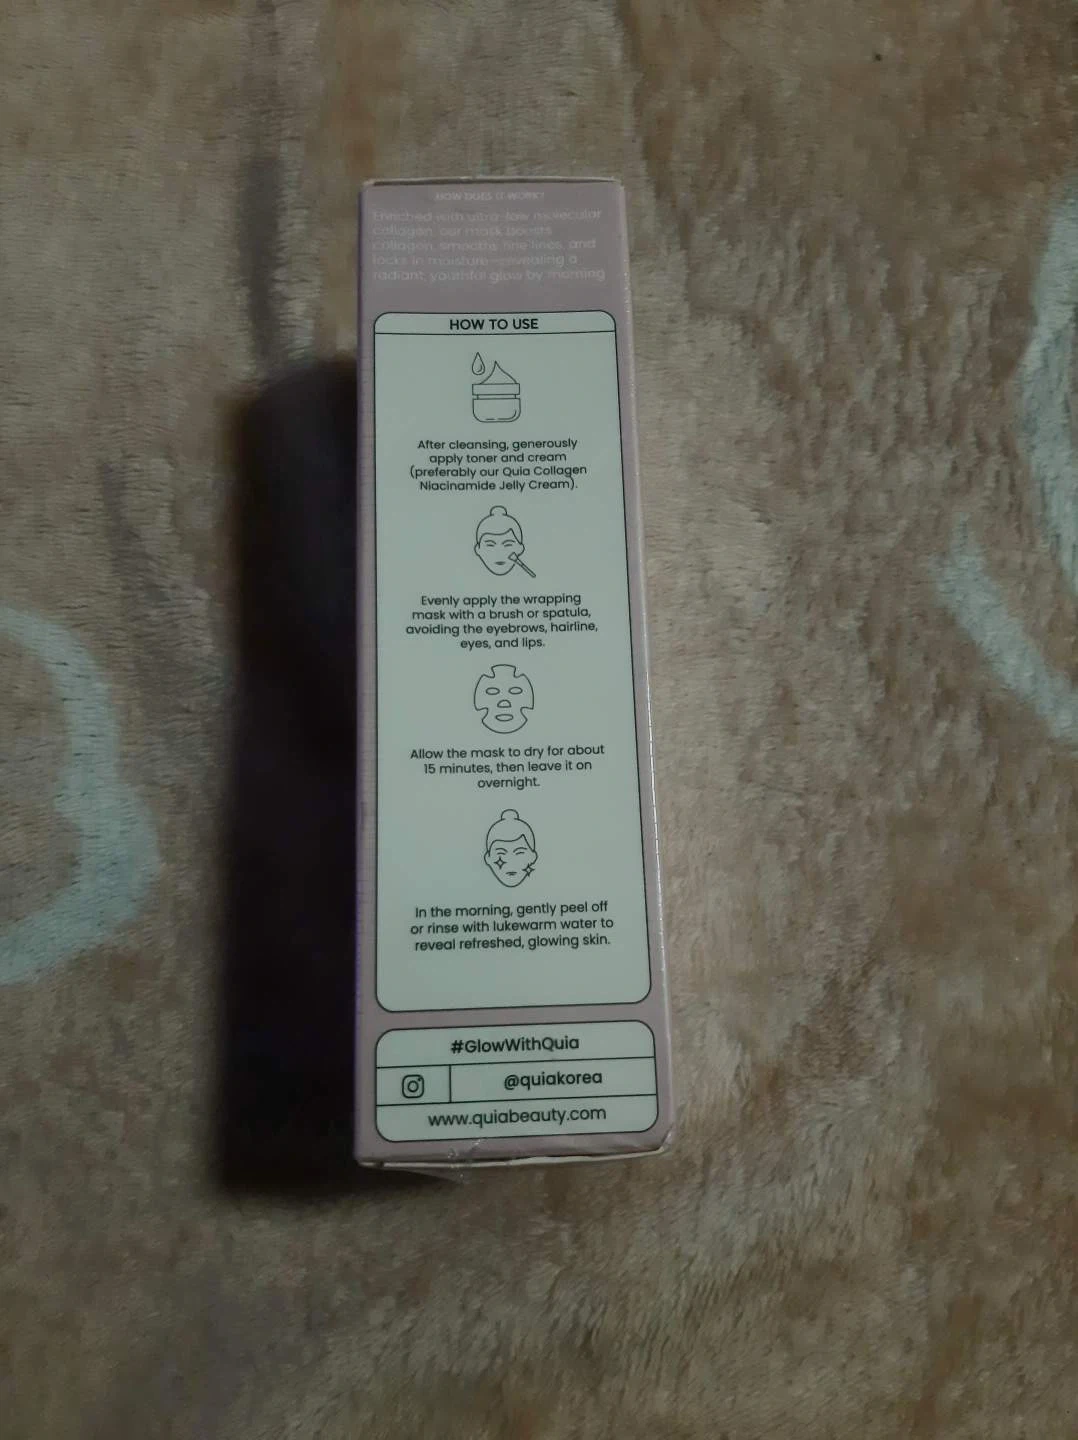 HOW DOES IT WORK?
Enriched with ultra-low molecular
collagen, our mask boosts
collagen, smooths fine lines, and
locks in moisture—revealing a
radiant, youthful glow by morning
HOW TO USE
After cleansing, generously
apply toner and cream
(preferably our Quia Collagen
Niacinamide Jelly Cream).
Evenly apply the wrapping
mask with a brush or spatula,
avoiding the eyebrows, hairline,
eyes, and lips.
Allow the mask to dry for about
15 minutes, then leave it on
overnight.
In the morning, gently peel off
or rinse with lukewarm water to
reveal refreshed, glowing skin.
#GlowWithQuia
@quiakorea
www.quiabeauty.com